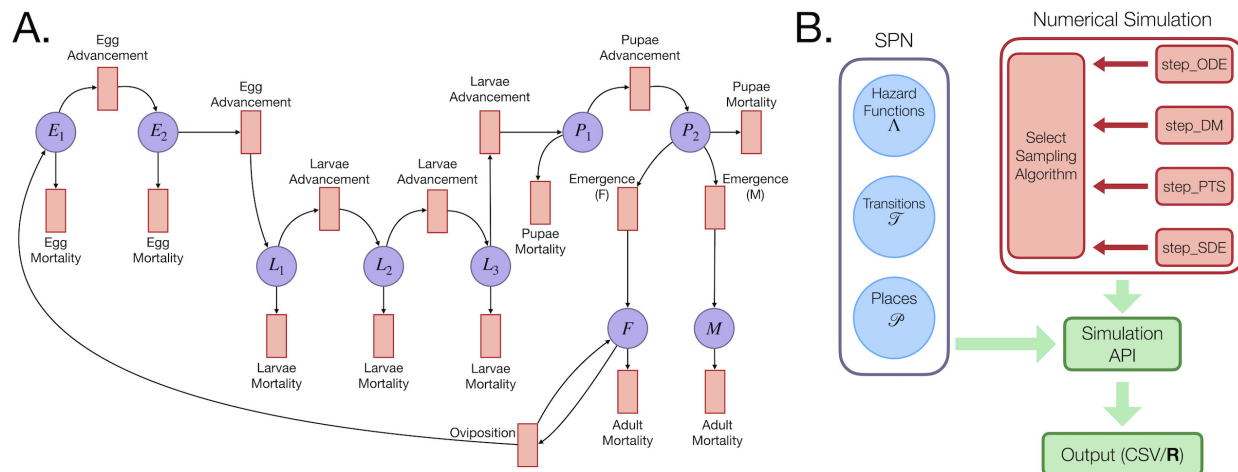 A.
Egg
Advancement
E1
E2
Egg
Mortality
Egg
Mortality
Egg
Advancement
Larvae
Advancement
Larvae
Advancement
L1
L2
L3
Larvae
Mortality
Larvae
Mortality
Larvae
Mortality
Larvae
Advancement
Pupae
Advancement
P1
P2
Pupae
Mortality
Pupae
Mortality
Emergence
(F)
Emergence
(M)
F
M
Adult
Mortality
Adult
Mortality
Oviposition
B.
SPN
Hazard
Functions
Λ
Transitions
𝒯
Places
𝒫
Numerical Simulation
Select
Sampling
Algorithm
step_ODE
step_DM
step_PTS
step_SDE
Simulation
API
Output (CSV/R)